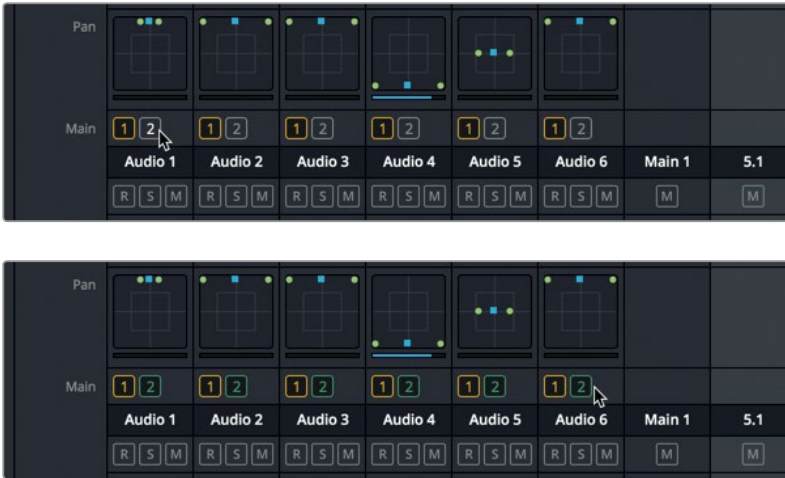 Pan
Main 1 2 1 2 1 2 1 2 1 2 1 2
Audio 1 Audio 2 Audio 3 Audio 4 Audio 5 Audio 6 Main 1 5.1
R S M R S M R S M R S M R S M R S M M M
Pan
Main 1 2 1 2 1 2 1 2 1 2 1 2
Audio 1 Audio 2 Audio 3 Audio 4 Audio 5 Audio 6 Main 1 5.1
R S M R S M R S M R S M R S M R S M M M